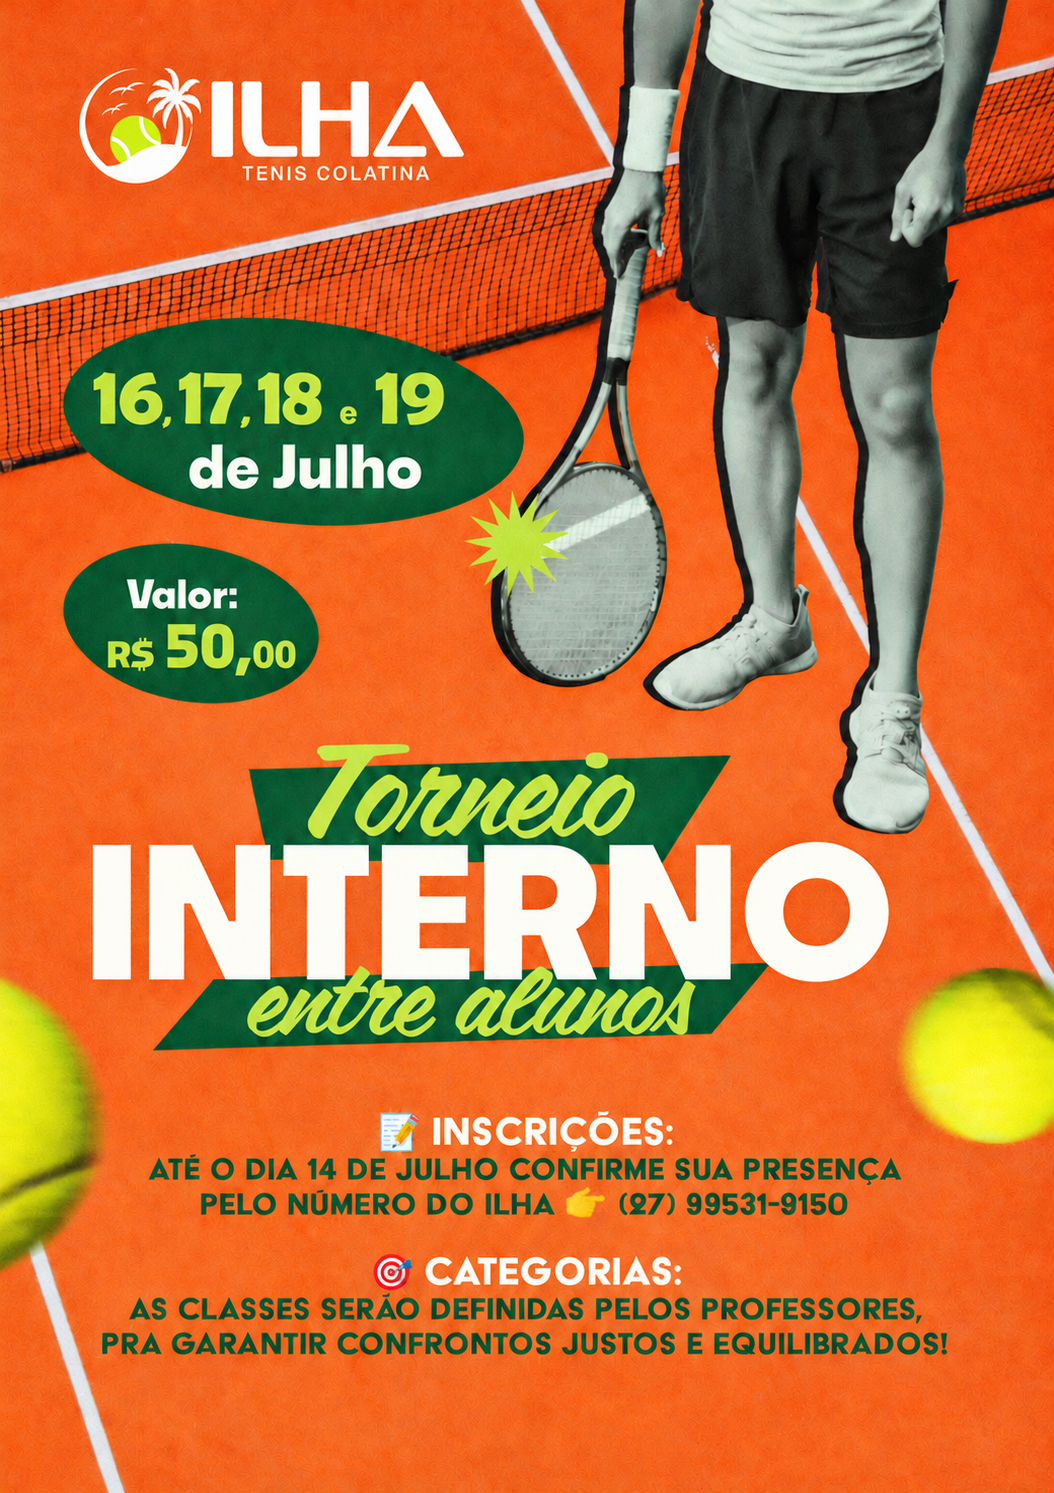 ILHA
TENIS COLATINA
16, 17, 18 e 19
de Julho
Valor:
R$ 50,00
Torneio
INTERNO
entre alunos
📝 INSCRIÇÕES:
ATÉ O DIA 14 DE JULHO CONFIRME SUA PRESENÇA
PELO NÚMERO DO ILHA 👉 (27) 99531-9150
🎯 CATEGORIAS:
AS CLASSES SERÃO DEFINIDAS PELOS PROFESSORES,
PRA GARANTIR CONFRONTOS JUSTOS E EQUILIBRADOS!